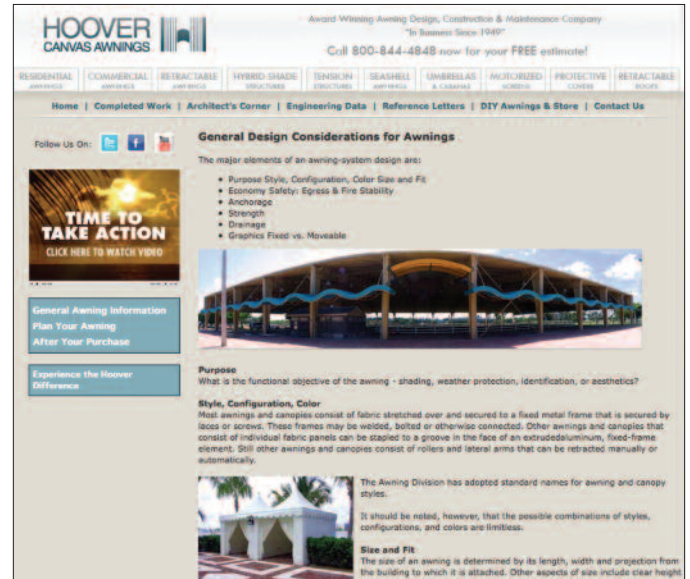 HOOVER
CANVAS AWNINGS
Award Winning Awning Design, Construction & Maintenance Company
"In Business Since 1949"
Call 800-844-4848 now for your FREE estimate!
RESIDENTIAL AWNINGS
COMMERCIAL AWNINGS
RETRACTABLE AWNINGS
HYBRID SHADE STRUCTURES
TENSION STRUCTURES
SEASHELL AWNINGS
UMBRELLAS & CABANAS
MOTORIZED SCREENS
PROTECTIVE COVERS
RETRACTABLE ROOFS
Home | Completed Work | Architect's Corner | Engineering Data | Reference Letters | DIY Awnings & Store | Contact Us
Follow Us On:
You
TIME TO
TAKE ACTION
CLICK HERE TO WATCH VIDEO
General Awning Information
Plan Your Awning
After Your Purchase
Experience the Hoover
Difference
General Design Considerations for Awnings
The major elements of an awning-system design are:
• Purpose Style, Configuration, Color Size and Fit
• Economy Safety: Egress & Fire Stability
• Anchorage
• Strength
• Drainage
• Graphics Fixed vs. Moveable
Purpose
What is the functional objective of the awning - shading, weather protection, identification, or aesthetics?
Style, Configuration, Color
Most awnings and canopies consist of fabric stretched over and secured to a fixed metal frame that is secured by
laces or screws. These frames may be welded, bolted or otherwise connected. Other awnings and canopies that
consist of individual fabric panels can be stapled to a groove in the face of an extrudedaluminum, fixed-frame
element. Still other awnings and canopies consist of rollers and lateral arms that can be retracted manually or
automatically.
The Awning Division has adopted standard names for awning and canopy
styles.
It should be noted, however, that the possible combinations of styles,
configurations, and colors are limitless.
Size and Fit
The size of an awning is determined by its length, width and projection from
the building to which it is attached. Other aspects of size include clear height